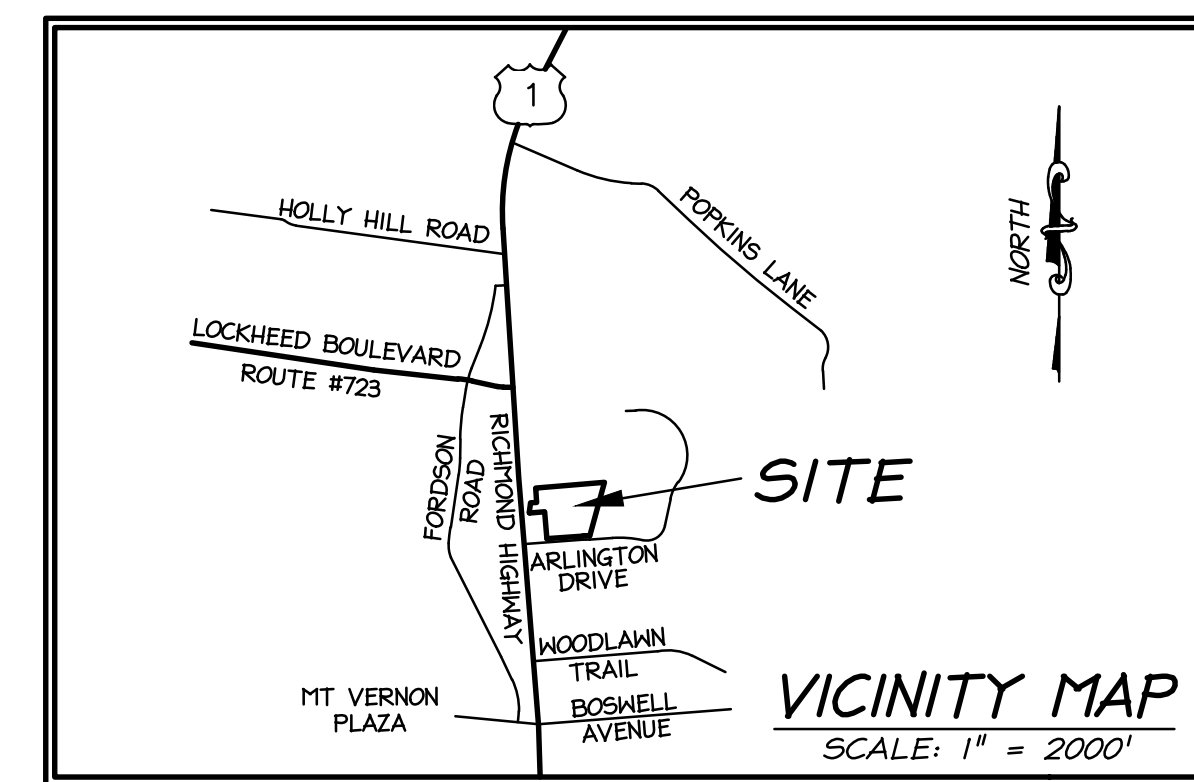 1
HOLLY HILL ROAD
POPKINS LANE
NORTH
LOCKHEED BOULEVARD
ROUTE #723
FORDSON
ROAD
RICHMOND HIGHWAY
SITE
ARLINGTON
DRIVE
WOODLAWN
TRAIL
MT VERNON
PLAZA
BOSWELL
AVENUE
VICINITY MAP
SCALE: 1" = 2000'